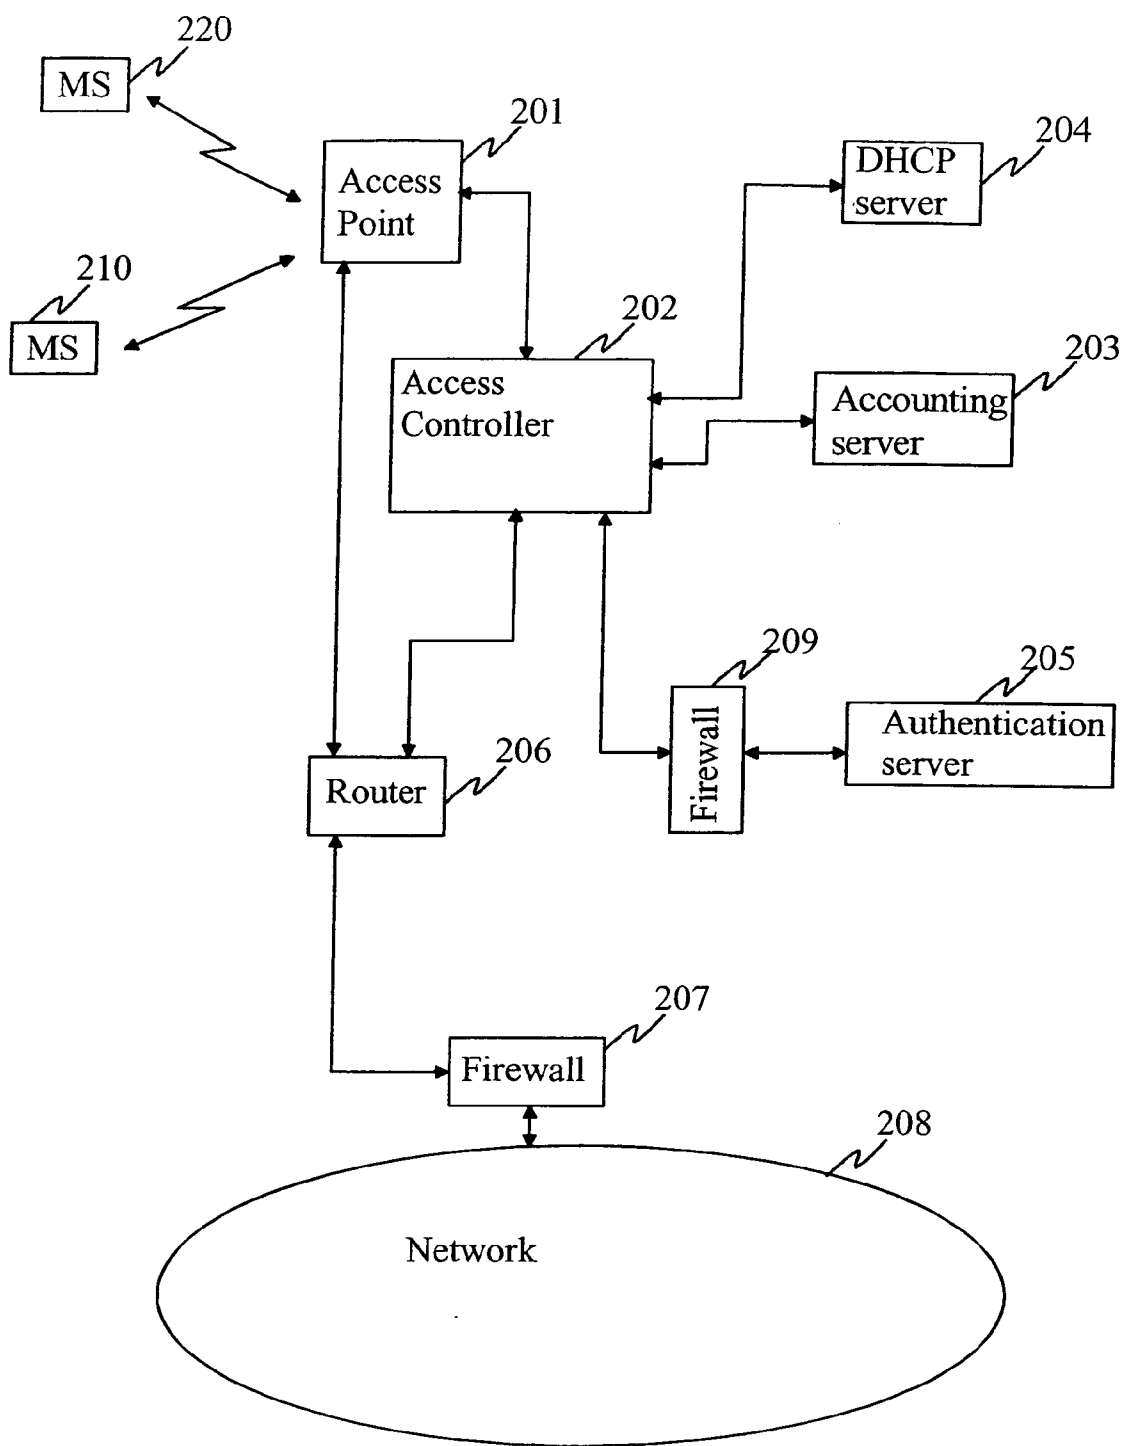 220
MS
201
Access
Point
204
DHCP
server
210
MS
202
Access
Controller
203
Accounting
server
209
Firewall
205
Authentication
server
206
Router
207
Firewall
208
Network